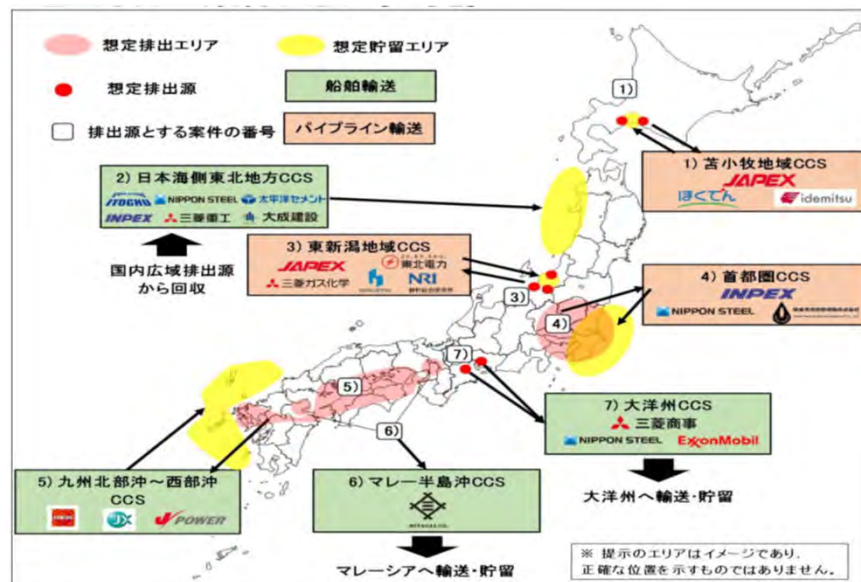 想定排出エリア
想定貯留エリア
想定排出源
船舶輸送
排出源とする案件の番号
パイプライン輸送
1)
1) 苫小牧地域CCS
JAPEX
ほくでん
idemitsu
2) 日本海側東北地方CCS
ITOCHU
NIPPON STEEL
太平洋セメント
INPEX
三菱重工
大成建設
国内広域排出源
から回収
3) 東新潟地域CCS
JAPEX
東北電力
三菱ガス化学
NRI
3)
4)
4) 首都圏CCS
INPEX
NIPPON STEEL
7)
5)
6)
7) 大洋州CCS
三菱商事
NIPPON STEEL
ExxonMobil
大洋州へ輸送・貯留
5) 九州北部沖~西部沖
CCS
JX
POWER
6) マレー半島沖CCS
MITSUI & CO.
マレーシアへ輸送・貯留
※ 提示のエリアはイメージであり、
正確な位置を示すものではありません。